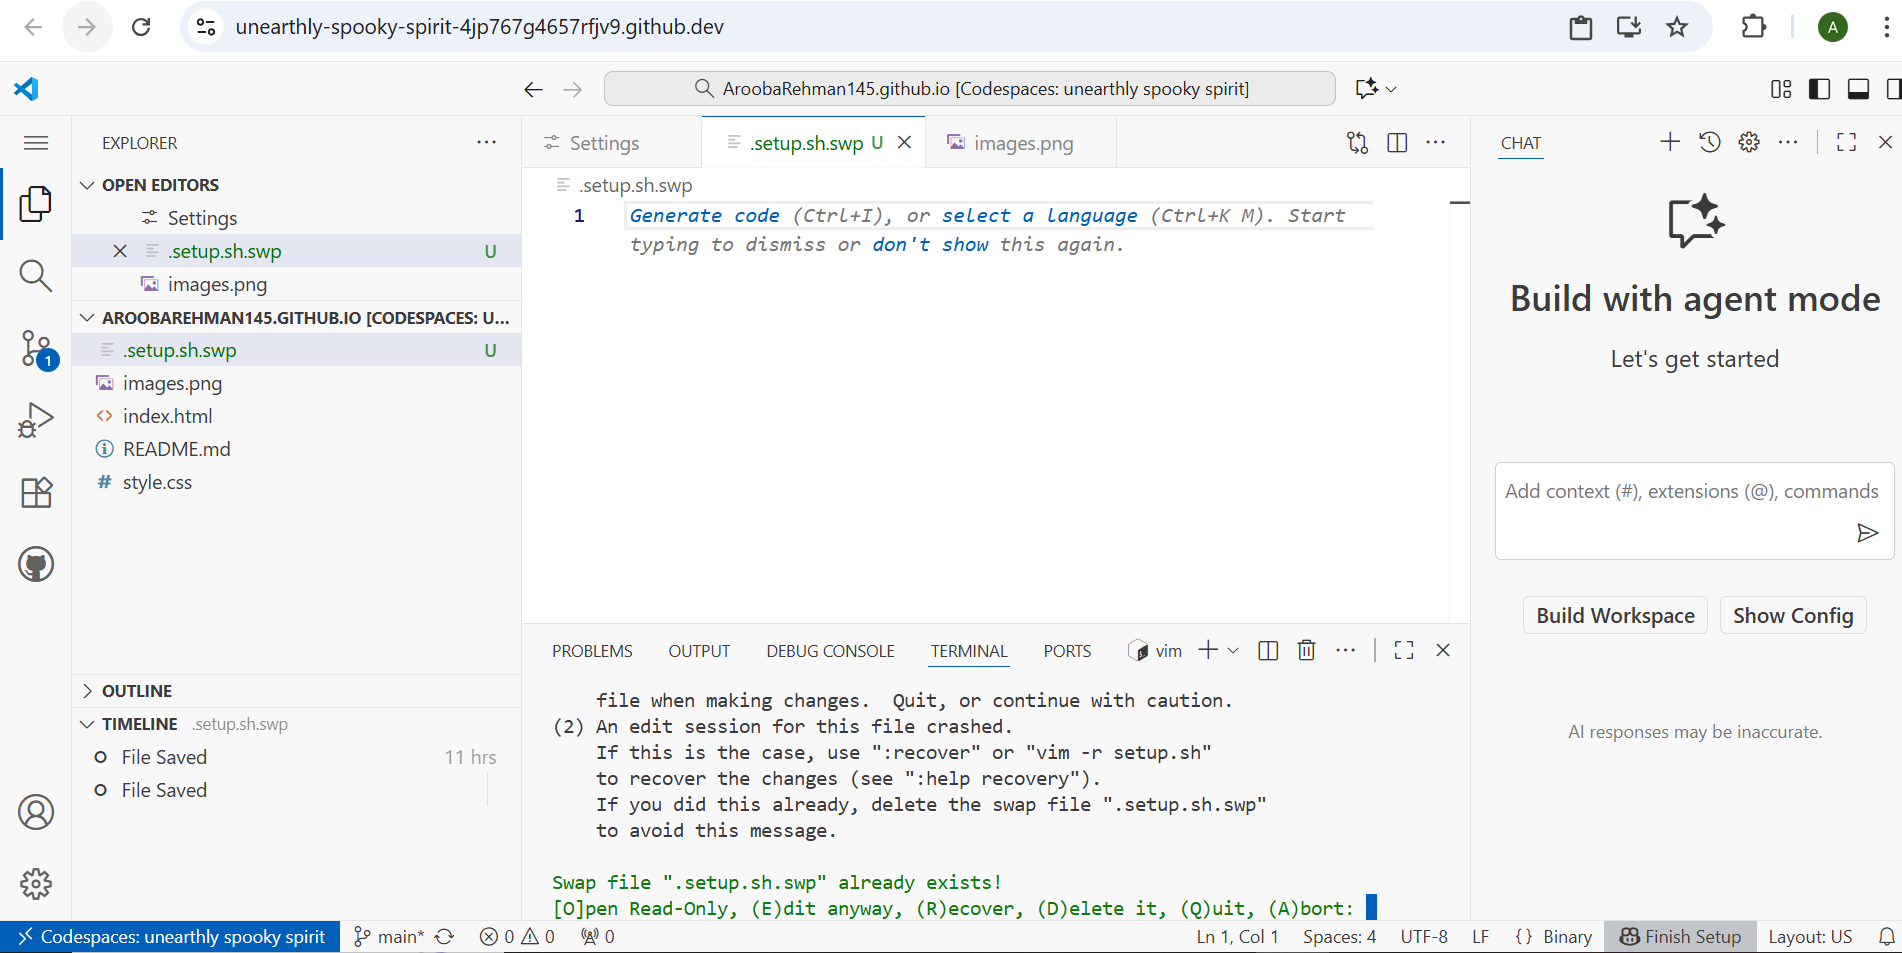 unearthly-spooky-spirit-4jp767g4657rfjv9.github.dev
A
AroobaRehman145.github.io [Codespaces: unearthly spooky spirit]
EXPLORER
OPEN EDITORS
Settings
.setup.sh.swp U
images.png
AROOBAREHMAN145.GITHUB.IO [CODESPACES: U...
.setup.sh.swp U
images.png
index.html
README.md
style.css
1
OUTLINE
TIMELINE .setup.sh.swp
File Saved 11 hrs
File Saved
Settings
.setup.sh.swp U
images.png
.setup.sh.swp
1 Generate code (Ctrl+I), or select a language (Ctrl+K M). Start
typing to dismiss or don't show this again.
PROBLEMS OUTPUT DEBUG CONSOLE TERMINAL PORTS vim
file when making changes. Quit, or continue with caution.
(2) An edit session for this file crashed.
If this is the case, use ":recover" or "vim -r setup.sh"
to recover the changes (see ":help recovery").
If you did this already, delete the swap file ".setup.sh.swp"
to avoid this message.
Swap file ".setup.sh.swp" already exists!
[O]pen Read-Only, (E)dit anyway, (R)ecover, (D)elete it, (Q)uit, (A)bort:
CHAT
Build with agent mode
Let's get started
Add context (#), extensions (@), commands
Build Workspace Show Config
AI responses may be inaccurate.
Codespaces: unearthly spooky spirit main* 0 0 0 Ln 1, Col 1 Spaces: 4 UTF-8 LF {} Binary Finish Setup Layout: US